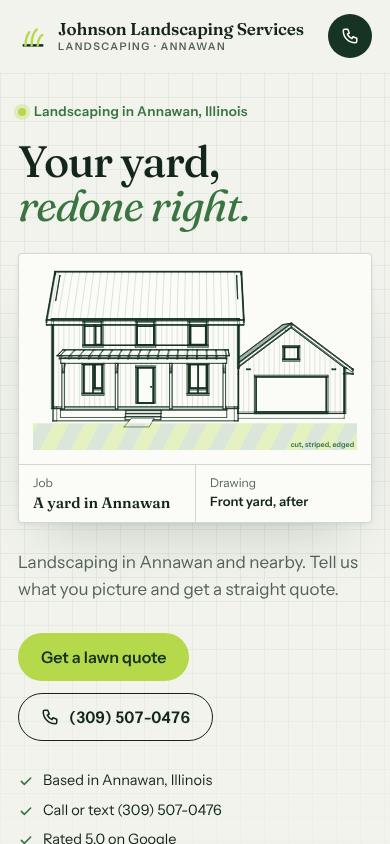 Johnson Landscaping Services
LANDSCAPING · ANNAWAN
Landscaping in Annawan, Illinois
Your yard,
redone right.
cut, striped, edged
Job
A yard in Annawan
Drawing
Front yard, after
Landscaping in Annawan and nearby. Tell us
what you picture and get a straight quote.
Get a lawn quote
(309) 507-0476
Based in Annawan, Illinois
Call or text (309) 507-0476
Rated 5.0 on Google